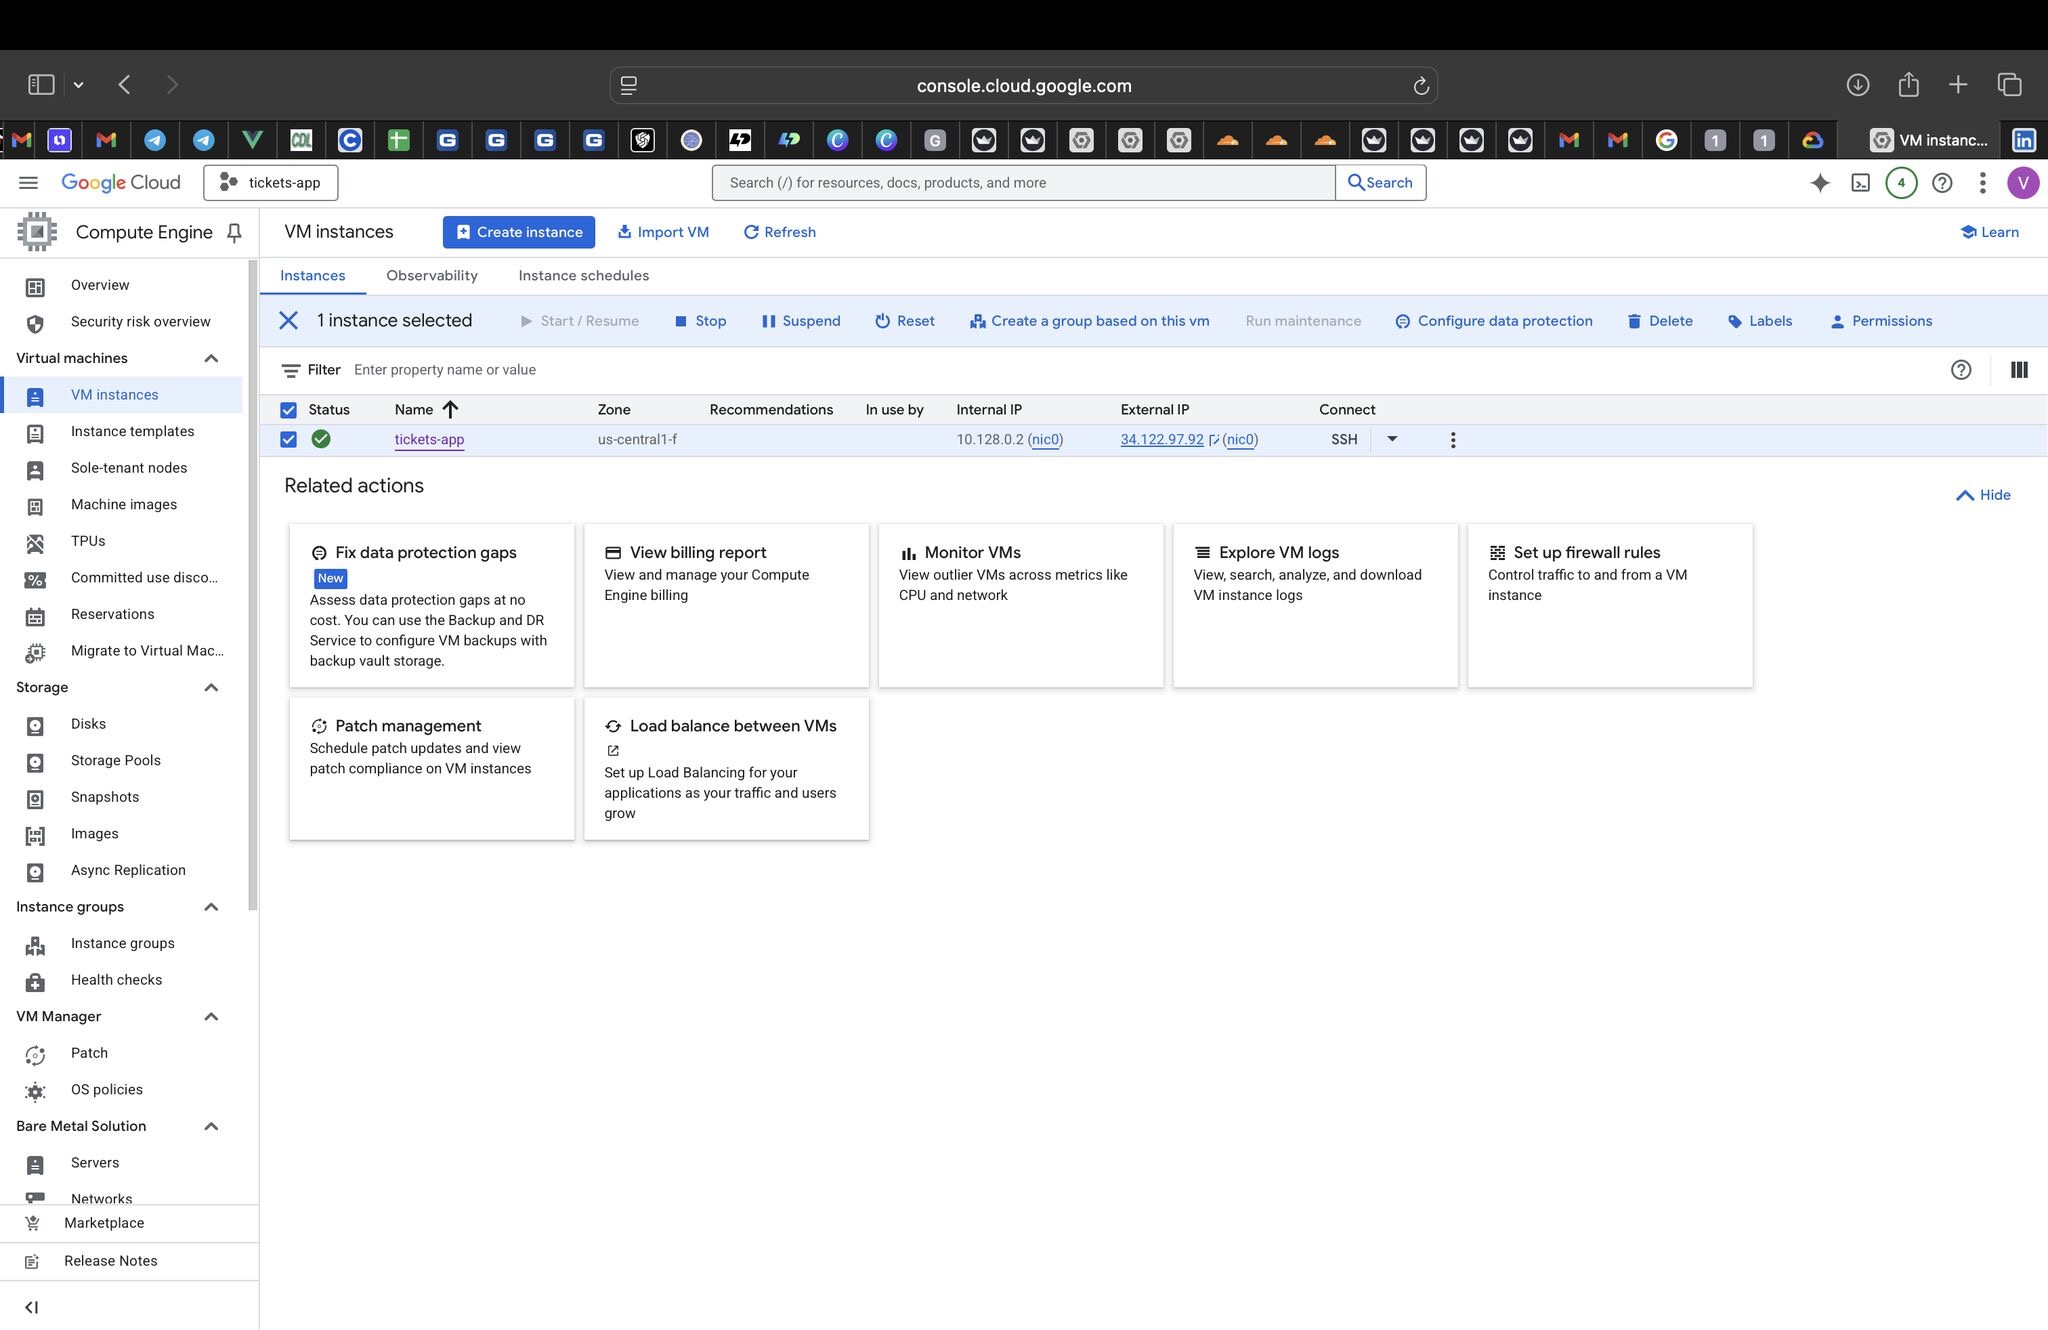 console.cloud.google.com
CDL
1
1
VM instanc...
in
Google Cloud
tickets-app
Search (/) for resources, docs, products, and more
Search
4
V
Compute Engine
VM instances
Create instance
Import VM
Refresh
Learn
Instances
Observability
Instance schedules
1 instance selected
Start / Resume
Stop
Suspend
Reset
Create a group based on this vm
Run maintenance
Configure data protection
Delete
Labels
Permissions
Filter
Enter property name or value
Status
Name
Zone
Recommendations
In use by
Internal IP
External IP
Connect
tickets-app
us-central1-f
10.128.0.2 (nic0)
34.122.97.92 (nic0)
SSH
Related actions
Hide
Fix data protection gaps
New
Assess data protection gaps at no
cost. You can use the Backup and DR
Service to configure VM backups with
backup vault storage.
View billing report
View and manage your Compute
Engine billing
Monitor VMs
View outlier VMs across metrics like
CPU and network
Explore VM logs
View, search, analyze, and download
VM instance logs
Set up firewall rules
Control traffic to and from a VM
instance
Patch management
Schedule patch updates and view
patch compliance on VM instances
Load balance between VMs
Set up Load Balancing for your
applications as your traffic and users
grow
Overview
Security risk overview
Virtual machines
VM instances
Instance templates
Sole-tenant nodes
Machine images
TPUs
Committed use disco...
Reservations
Migrate to Virtual Mac...
Storage
Disks
Storage Pools
Snapshots
Images
Async Replication
Instance groups
Instance groups
Health checks
VM Manager
Patch
OS policies
Bare Metal Solution
Servers
Networks
Marketplace
Release Notes